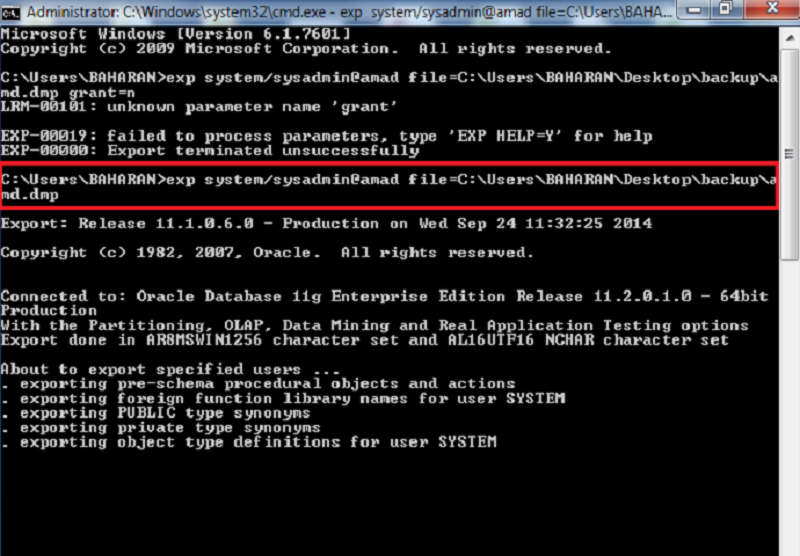 Administrator: C:\Windows\system32\cmd.exe - exp system/sysadmin@amad file=C:\Users\BAHA...
Microsoft Windows [Version 6.1.7601]
Copyright (c) 2009 Microsoft Corporation.  All rights reserved.
C:\Users\BAHARAN>exp system/sysadmin@amad file=C:\Users\BAHARAN\Desktop\backup\a
md.dmp grant=n
LRM-00101: unknown parameter name 'grant'
EXP-00019: failed to process parameters, type 'EXP HELP=Y' for help
EXP-00000: Export terminated unsuccessfully
C:\Users\BAHARAN>exp system/sysadmin@amad file=C:\Users\BAHARAN\Desktop\backup\a
md.dmp
Export: Release 11.1.0.6.0 - Production on Wed Sep 24 11:32:25 2014
Copyright (c) 1982, 2007, Oracle.  All rights reserved.
Connected to: Oracle Database 11g Enterprise Edition Release 11.2.0.1.0 - 64bit
Production
With the Partitioning, OLAP, Data Mining and Real Application Testing options
Export done in AR8MSWIN1256 character set and AL16UTF16 NCHAR character set
About to export specified users ...
. exporting pre-schema procedural objects and actions
. exporting foreign function library names for user SYSTEM
. exporting PUBLIC type synonyms
. exporting private type synonyms
. exporting object type definitions for user SYSTEM